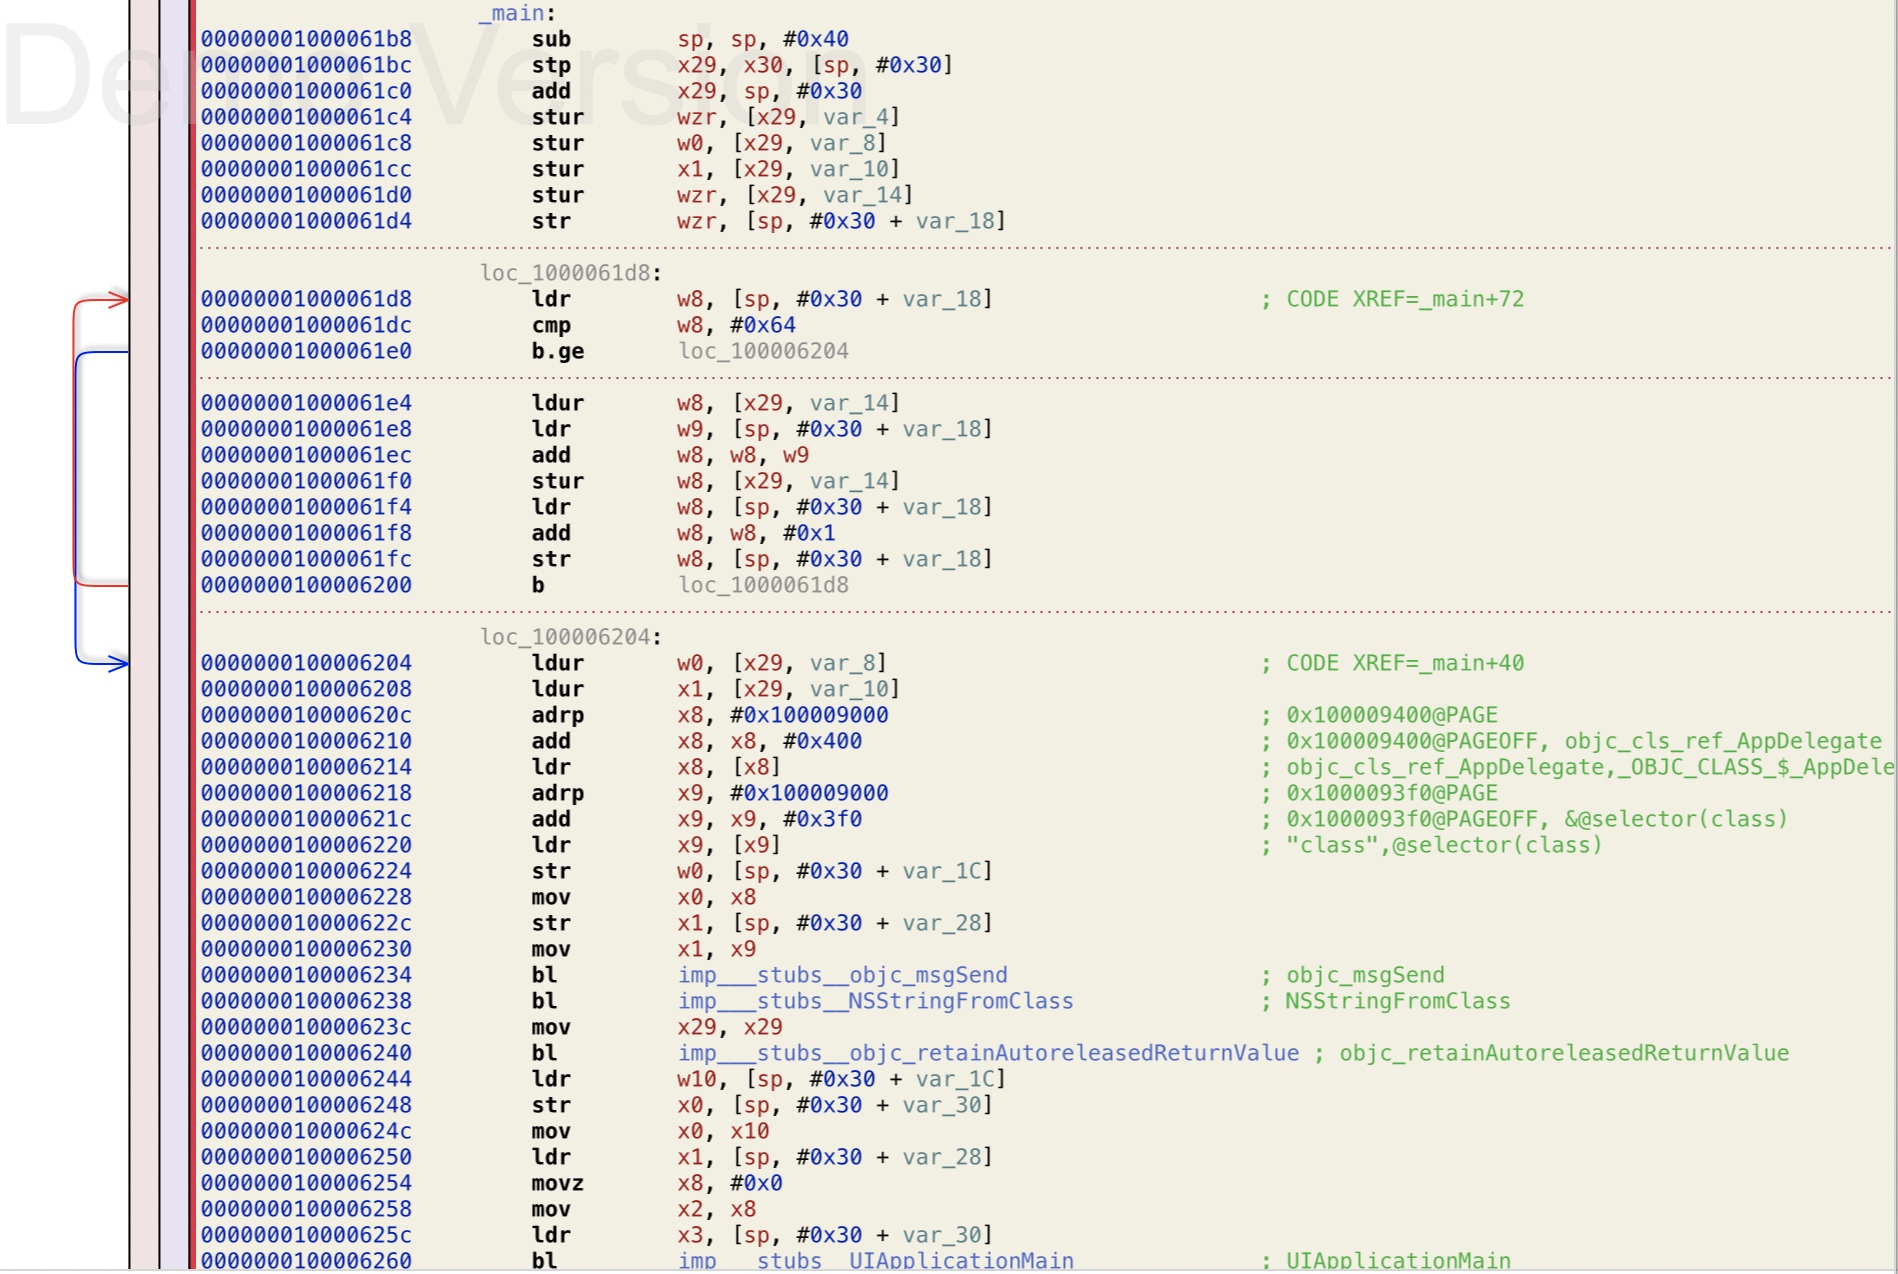 Demo Version
_main:
00000001000061b8 sub sp, sp, #0x40
00000001000061bc stp x29, x30, [sp, #0x30]
00000001000061c0 add x29, sp, #0x30
00000001000061c4 stur wzr, [x29, var_4]
00000001000061c8 stur w0, [x29, var_8]
00000001000061cc stur x1, [x29, var_10]
00000001000061d0 stur wzr, [x29, var_14]
00000001000061d4 str wzr, [sp, #0x30 + var_18]
loc_1000061d8:
00000001000061d8 ldr w8, [sp, #0x30 + var_18] ; CODE XREF=_main+72
00000001000061dc cmp w8, #0x64
00000001000061e0 b.ge loc_100006204
00000001000061e4 ldur w8, [x29, var_14]
00000001000061e8 ldr w9, [sp, #0x30 + var_18]
00000001000061ec add w8, w8, w9
00000001000061f0 stur w8, [x29, var_14]
00000001000061f4 ldr w8, [sp, #0x30 + var_18]
00000001000061f8 add w8, w8, #0x1
00000001000061fc str w8, [sp, #0x30 + var_18]
0000000100006200 b loc_1000061d8
loc_100006204:
0000000100006204 ldur w0, [x29, var_8] ; CODE XREF=_main+40
0000000100006208 ldur x1, [x29, var_10]
000000010000620c adrp x8, #0x100009000 ; 0x100009400@PAGE
0000000100006210 add x8, x8, #0x400 ; 0x100009400@PAGEOFF, objc_cls_ref_AppDelegate
0000000100006214 ldr x8, [x8] ; objc_cls_ref_AppDelegate,_OBJC_CLASS_$_AppDele
0000000100006218 adrp x9, #0x100009000 ; 0x1000093f0@PAGE
000000010000621c add x9, x9, #0x3f0 ; 0x1000093f0@PAGEOFF, &@selector(class)
0000000100006220 ldr x9, [x9] ; "class",@selector(class)
0000000100006224 str w0, [sp, #0x30 + var_1C]
0000000100006228 mov x0, x8
000000010000622c str x1, [sp, #0x30 + var_28]
0000000100006230 mov x1, x9
0000000100006234 bl imp___stubs__objc_msgSend ; objc_msgSend
0000000100006238 bl imp___stubs__NSStringFromClass ; NSStringFromClass
000000010000623c mov x29, x29
0000000100006240 bl imp___stubs__objc_retainAutoreleasedReturnValue ; objc_retainAutoreleasedReturnValue
0000000100006244 ldr w10, [sp, #0x30 + var_1C]
0000000100006248 str x0, [sp, #0x30 + var_30]
000000010000624c mov x0, x10
0000000100006250 ldr x1, [sp, #0x30 + var_28]
0000000100006254 movz x8, #0x0
0000000100006258 mov x2, x8
000000010000625c ldr x3, [sp, #0x30 + var_30]
0000000100006260 bl imp___stubs__UIApplicationMain ; UIApplicationMain